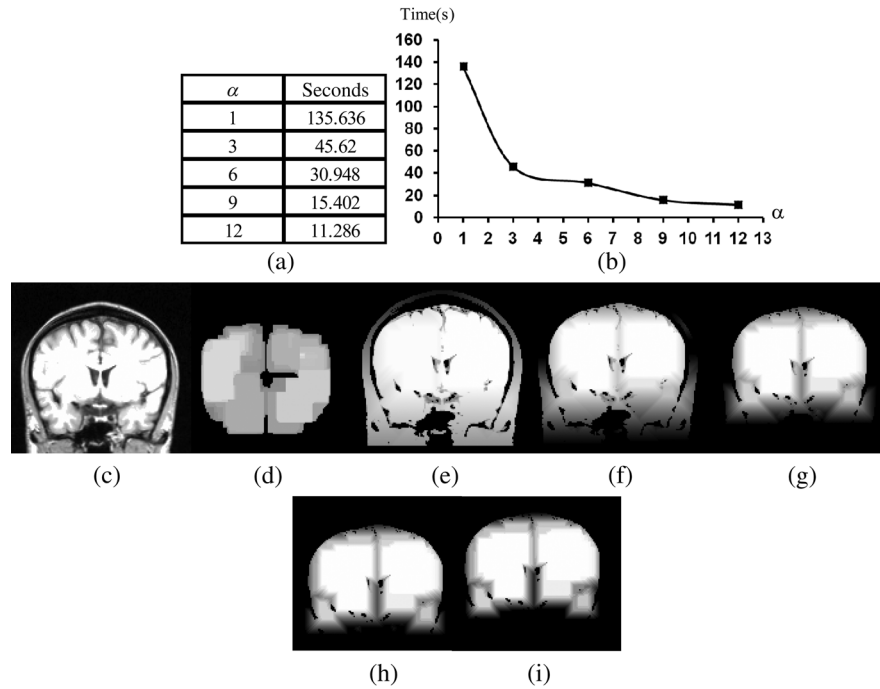 Time(s)
α Seconds
1 135.636
3 45.62
6 30.948
9 15.402
12 11.286
(a)
160
140
120
100
80
60
40
20
0
0 1 2 3 4 5 6 7 8 9 10 11 12 13
α
(b)
(c) (d) (e) (f) (g)
(h) (i)